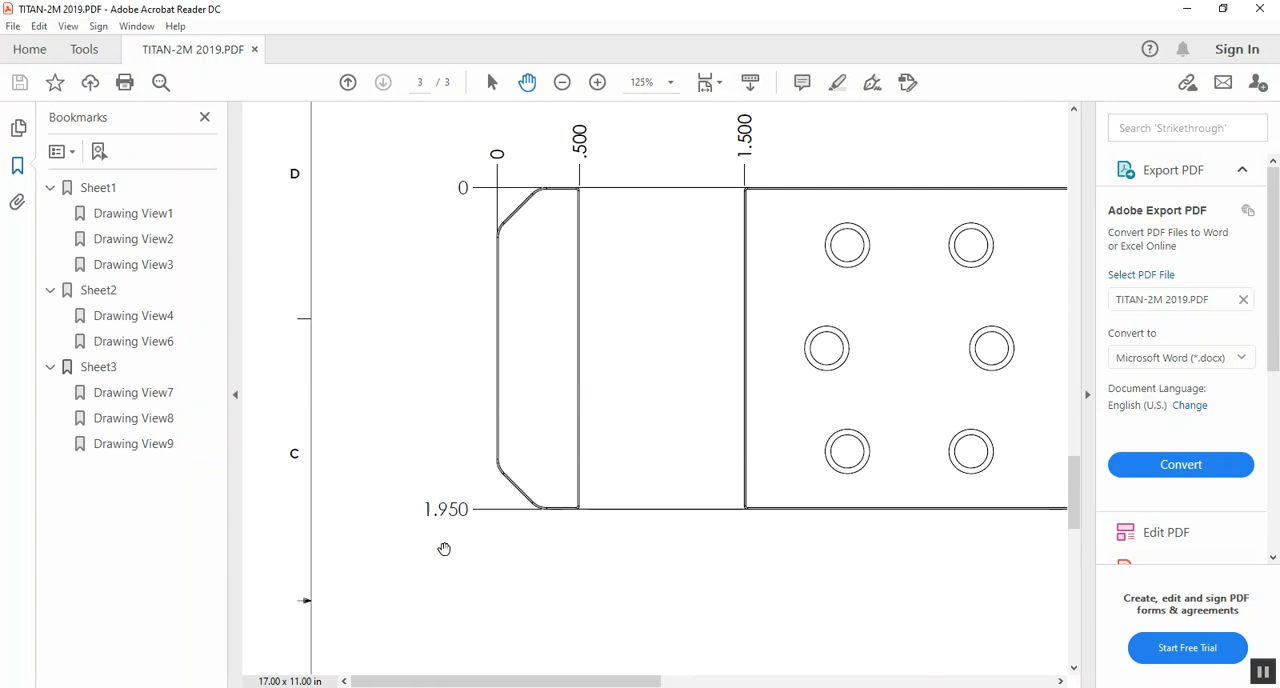 TITAN-2M 2019.PDF - Adobe Acrobat Reader DC
File Edit View Sign Window Help
Home Tools TITAN-2M 2019.PDF ×
Sign In
3 / 3 125%
Bookmarks
Sheet1
Drawing View1
Drawing View2
Drawing View3
Sheet2
Drawing View4
Drawing View6
Sheet3
Drawing View7
Drawing View8
Drawing View9
0 .500 1.500
D
0
C
1.950
17.00 x 11.00 in
Search 'Strikethrough'
Export PDF
Adobe Export PDF
Convert PDF Files to Word
or Excel Online
Select PDF File
TITAN-2M 2019.PDF
Convert to
Microsoft Word (*.docx)
Document Language:
English (U.S.) Change
Convert
Edit PDF
Create, edit and sign PDF
forms & agreements
Start Free Trial